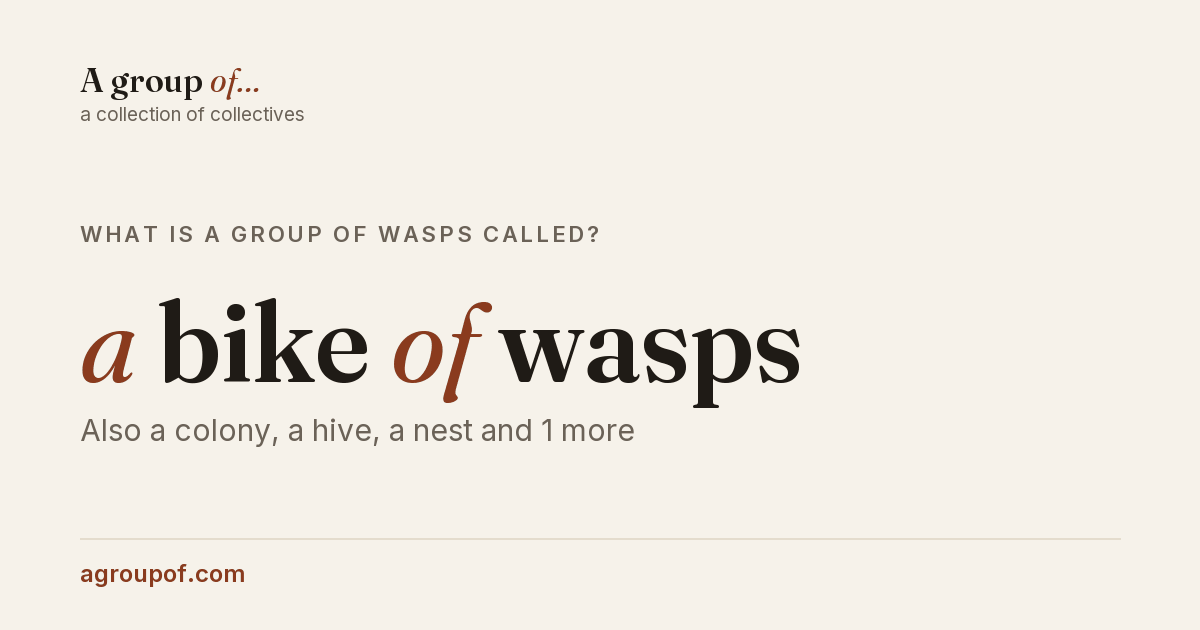 A group of...
a collection of collectives
WHAT IS A GROUP OF WASPS CALLED?
a bike of wasps
Also a colony, a hive, a nest and 1 more
agroupof.com